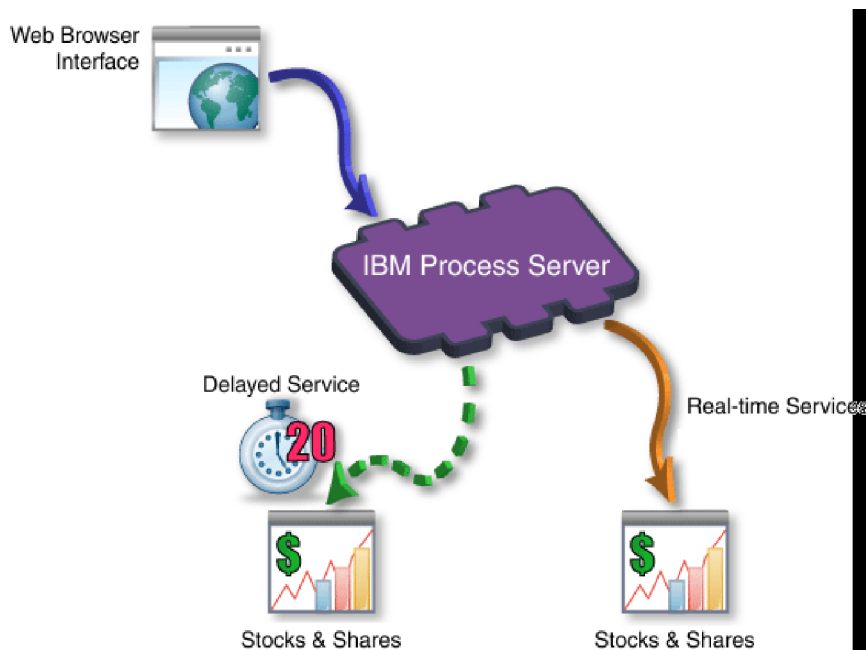 Web Browser
Interface
IBM Process Server
Delayed Service
20
Real-time Services
$
$
Stocks & Shares
Stocks & Shares